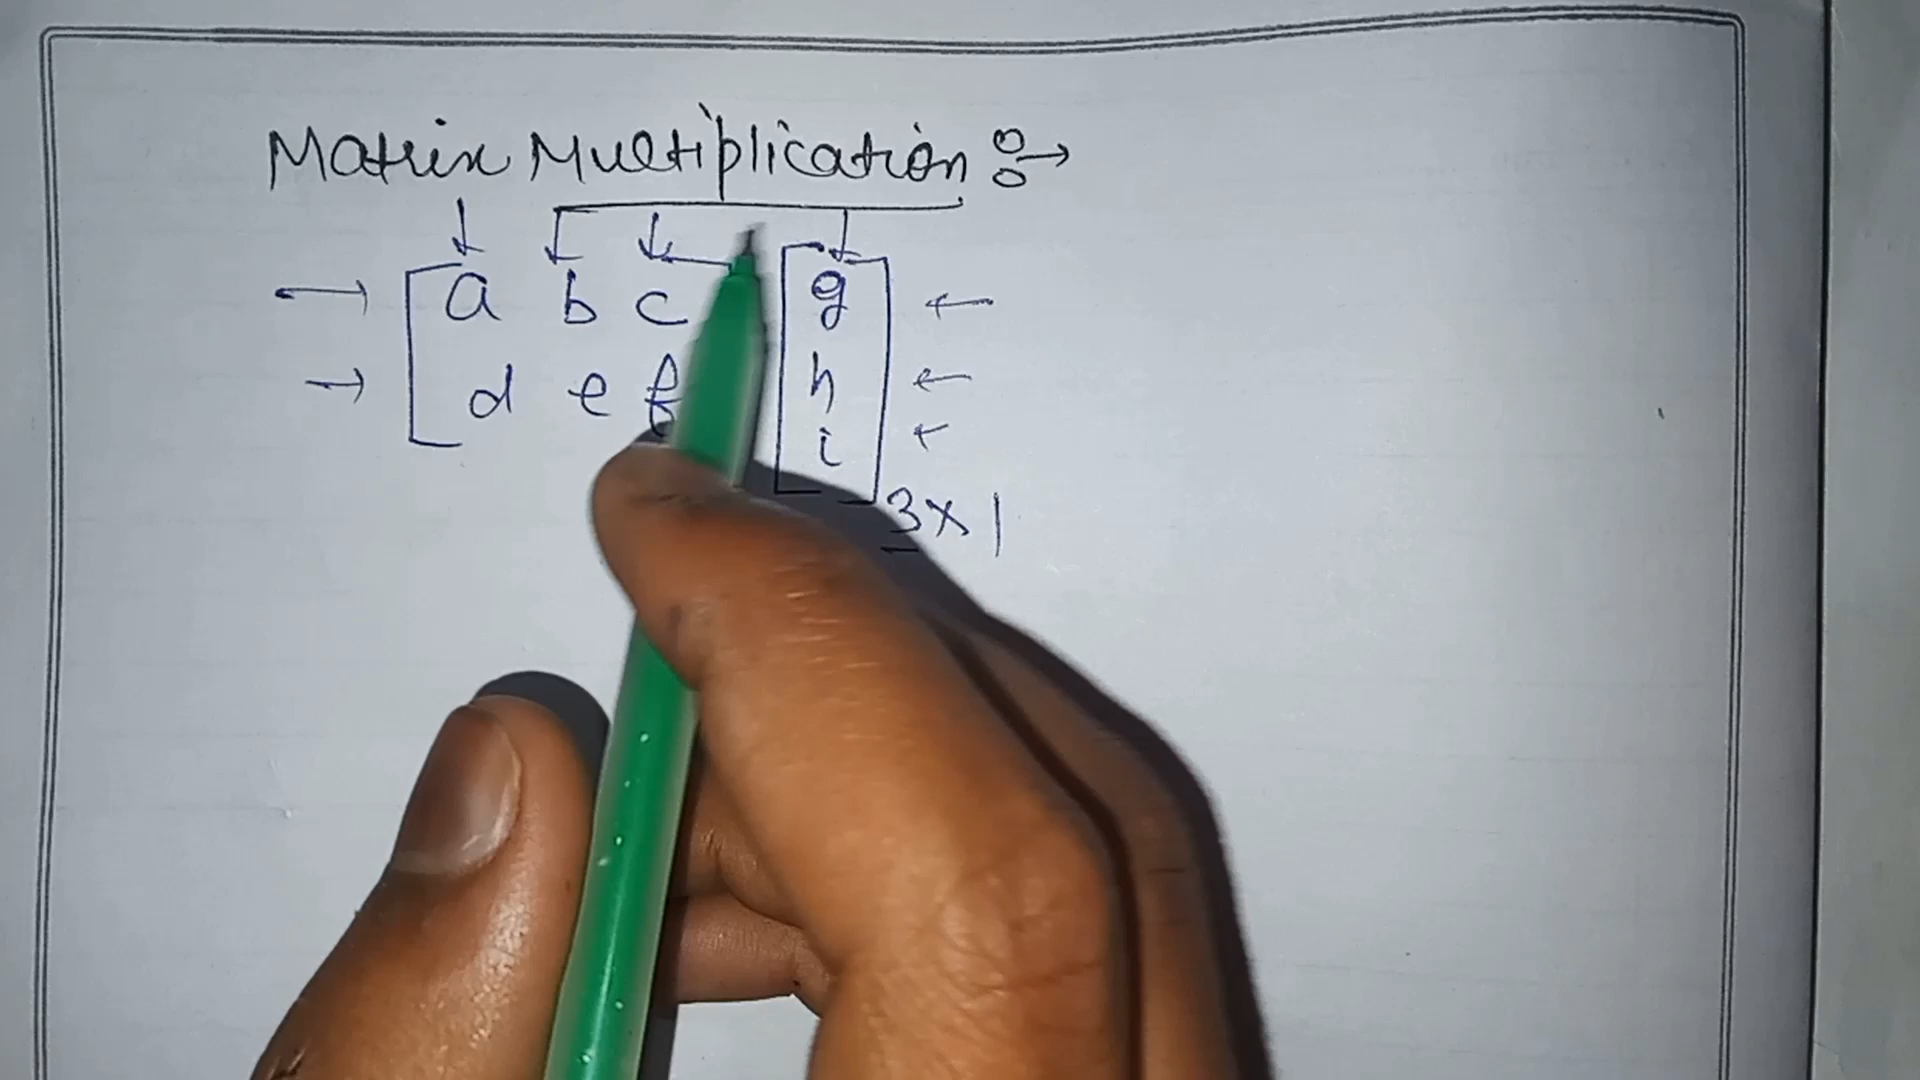 Matrix Multiplication :→
a b c g
d e f h
i
3×1